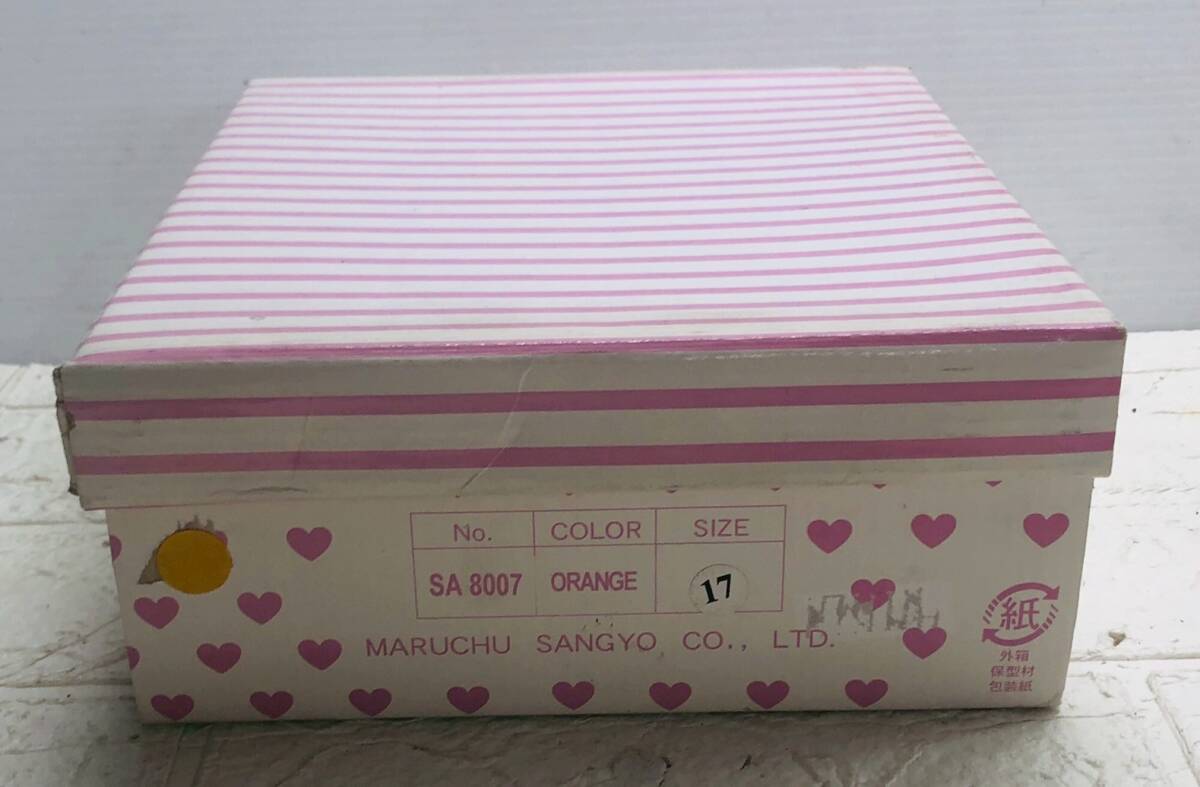 No. COLOR SIZE
SA 8007 ORANGE 17
MARUCHU SANGYO CO., LTD.
紙
外箱
保型材
包装紙